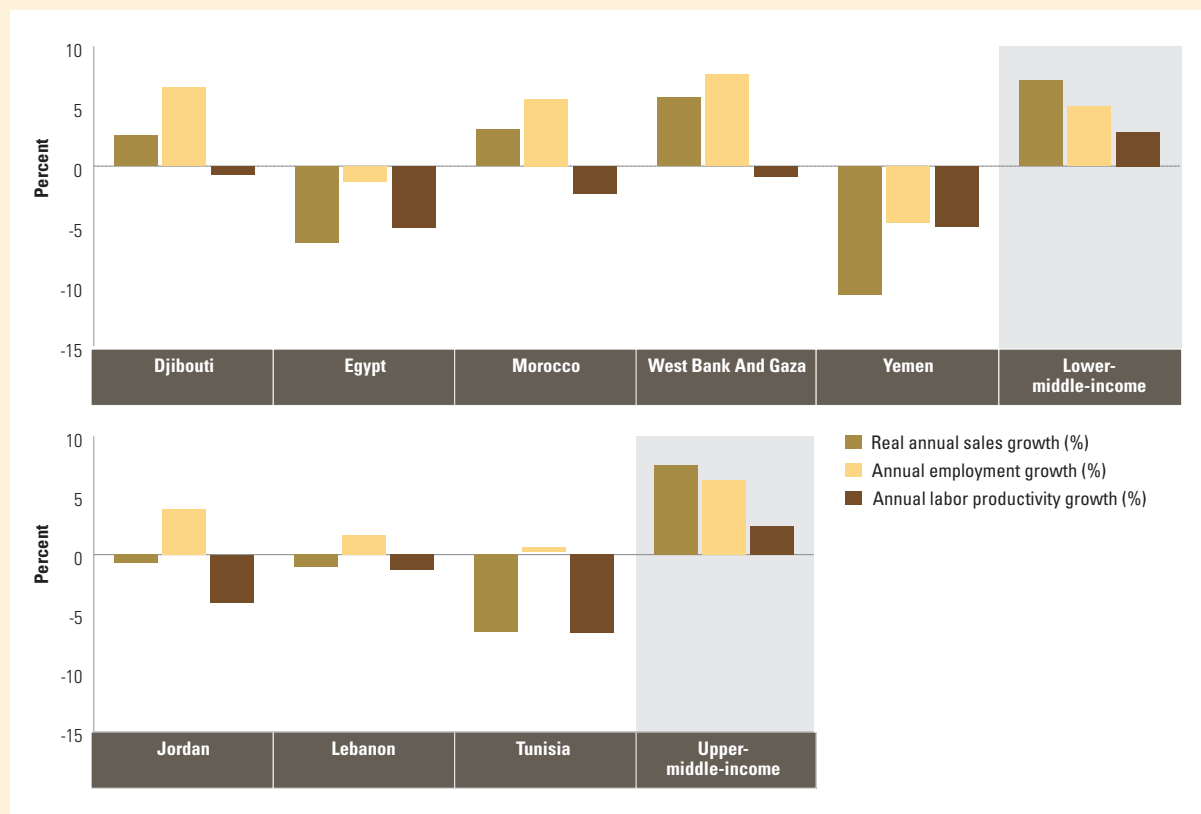 10
5
0
-5
-10
-15
Percent
Djibouti
Egypt
Morocco
West Bank And Gaza
Yemen
Lower-
middle-income
10
5
0
-5
-10
-15
Percent
Real annual sales growth (%)
Annual employment growth (%)
Annual labor productivity growth (%)
Jordan
Lebanon
Tunisia
Upper-
middle-income